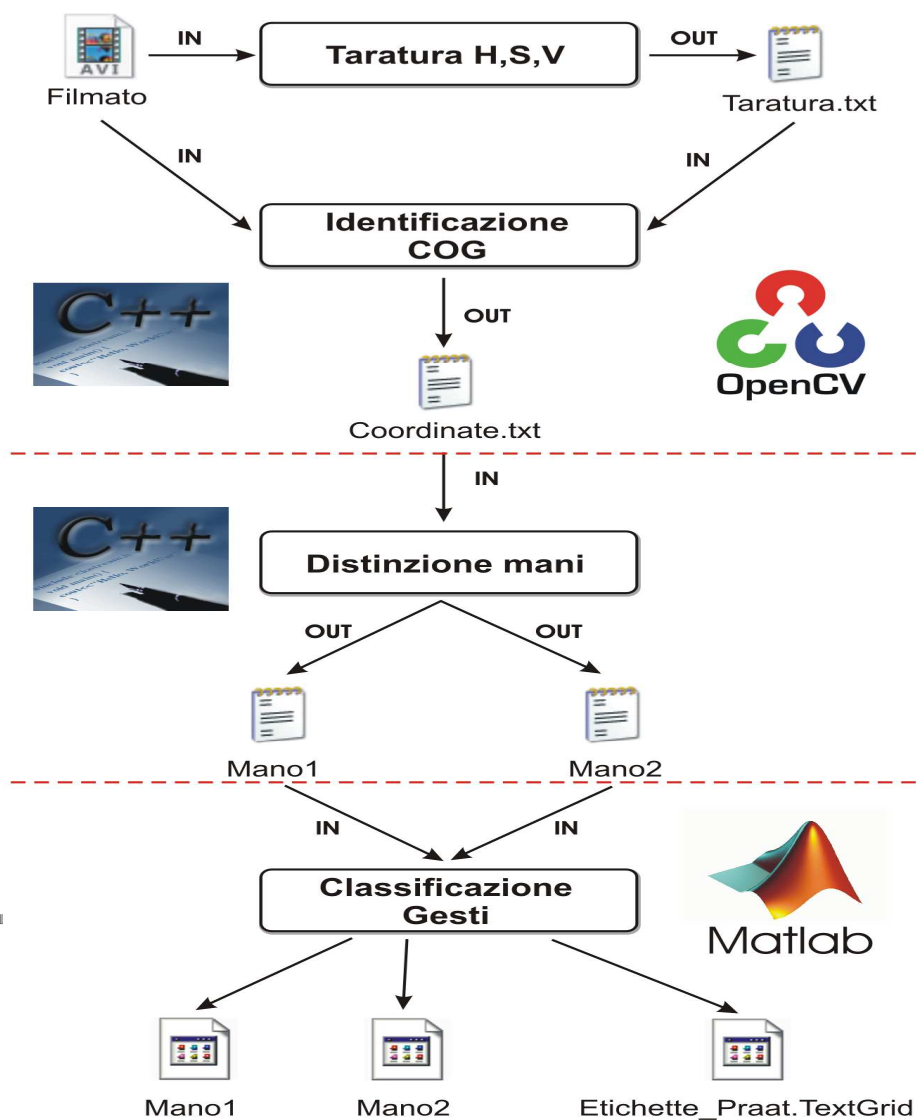 IN
Taratura H,S,V
OUT
AVI
Filmato
Taratura.txt
IN
IN
Identificazione
COG
C++
OUT
OpenCV
Coordinate.txt
IN
C++
Distinzione mani
OUT
OUT
Mano1
Mano2
IN
IN
Classificazione
Gesti
Matlab
Mano1
Mano2
Etichette_Praat.TextGrid